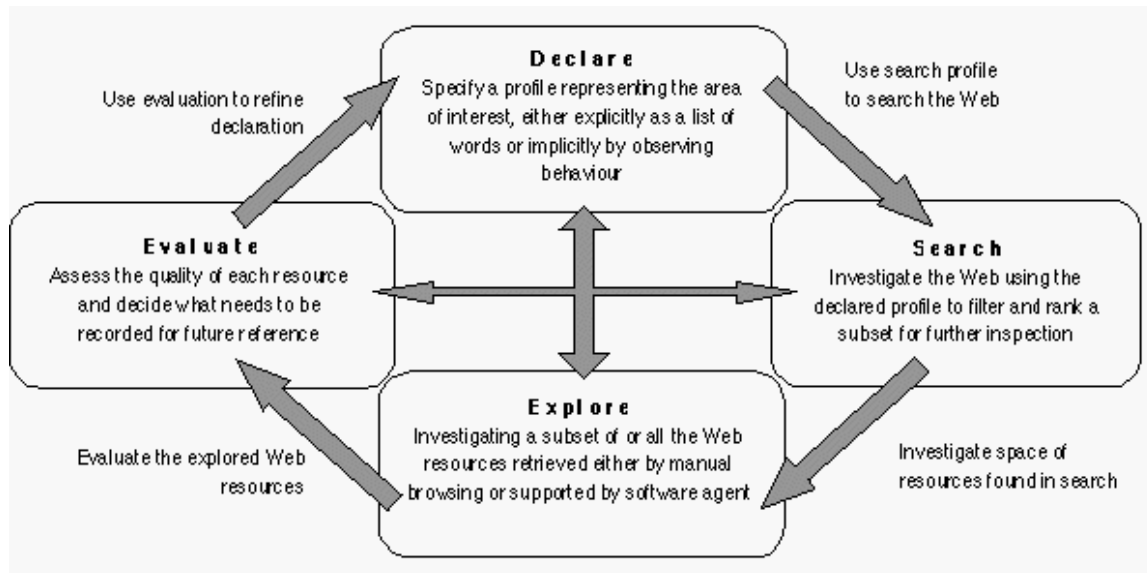 Declare
Specify a profile representing the area
of interest, either explicitly as a list of
words or implicitly by observing
behaviour
Use search profile
to search the Web
Search
Investigate the Web using the
declared profile to filter and rank a
subset for further inspection
Investigate space of
resources found in search
Explore
Investigating a subset of or all the Web
resources retrieved either by manual
browsing or supported by software agent
Evaluate the explored Web
resources
Evaluate
Assess the quality of each resource
and decide what needs to be
recorded for future reference
Use evaluation to refine
declaration